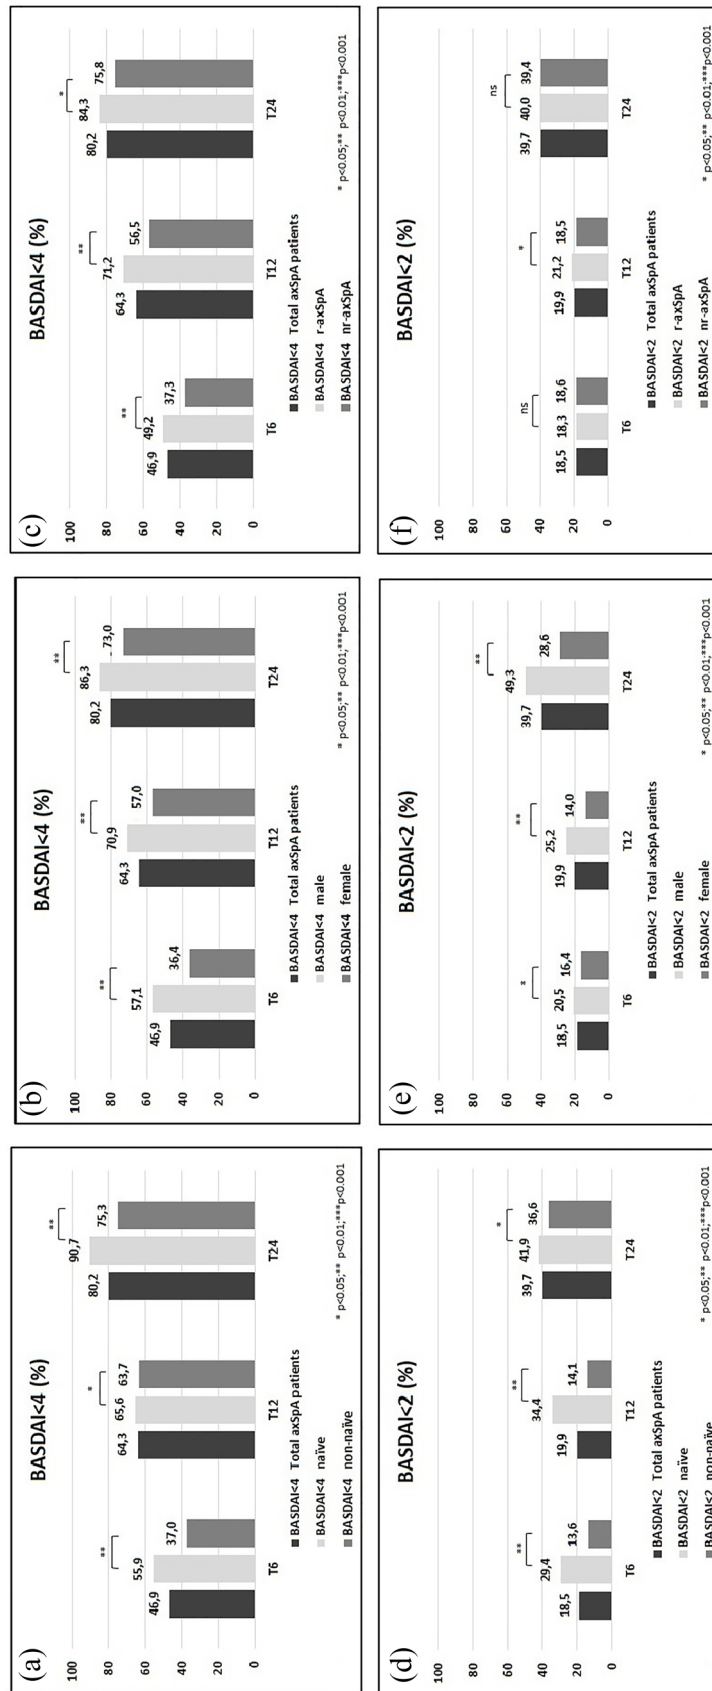 (a)
BASDAI<4 (%)
100
80
60
40
20
0
46,9
55,9
37,0
**
T6
64,3
65,6
63,7
*
T12
80,2
90,7
75,3
**
T24
BASDAI<4 Total axSpA patients
BASDAI<4 naïve
BASDAI<4 non-naïve
* p<0.05;** p<0.01;***p<0.001
(b)
BASDAI<4 (%)
100
80
60
40
20
0
46,9
57,1
36,4
**
T6
64,3
70,9
57,0
**
T12
80,2
86,3
73,0
**
T24
BASDAI<4 Total axSpA patients
BASDAI<4 male
BASDAI<4 female
* p<0.05;** p<0.01;***p<0.001
(c)
BASDAI<4 (%)
100
80
60
40
20
0
46,9
49,2
37,3
**
T6
64,3
71,2
56,5
**
T12
80,2
84,3
75,8
*
T24
BASDAI<4 Total axSpA patients
BASDAI<4 r-axSpA
BASDAI<4 nr-axSpA
* p<0.05;** p<0.01;***p<0.001
(d)
BASDAI<2 (%)
100
80
60
40
20
0
18,5
29,4
13,6
**
T6
19,9
34,4
14,1
**
T12
39,7
41,9
36,6
*
T24
BASDAI<2 Total axSpA patients
BASDAI<2 naïve
BASDAI<2 non-naïve
* p<0.05;** p<0.01;***p<0.001
(e)
BASDAI<2 (%)
100
80
60
40
20
0
18,5
20,5
16,4
*
T6
19,9
25,2
14,0
**
T12
39,7
49,3
28,6
**
T24
BASDAI<2 Total axSpA patients
BASDAI<2 male
BASDAI<2 female
* p<0.05;** p<0.01;***p<0.001
(f)
BASDAI<2 (%)
100
80
60
40
20
0
18,5
18,3
18,6
ns
T6
19,9
21,2
18,5
*
T12
39,7
40,0
39,4
ns
T24
BASDAI<2 Total axSpA patients
BASDAI<2 r-axSpA
BASDAI<2 nr-axSpA
* p<0.05;** p<0.01;***p<0.001